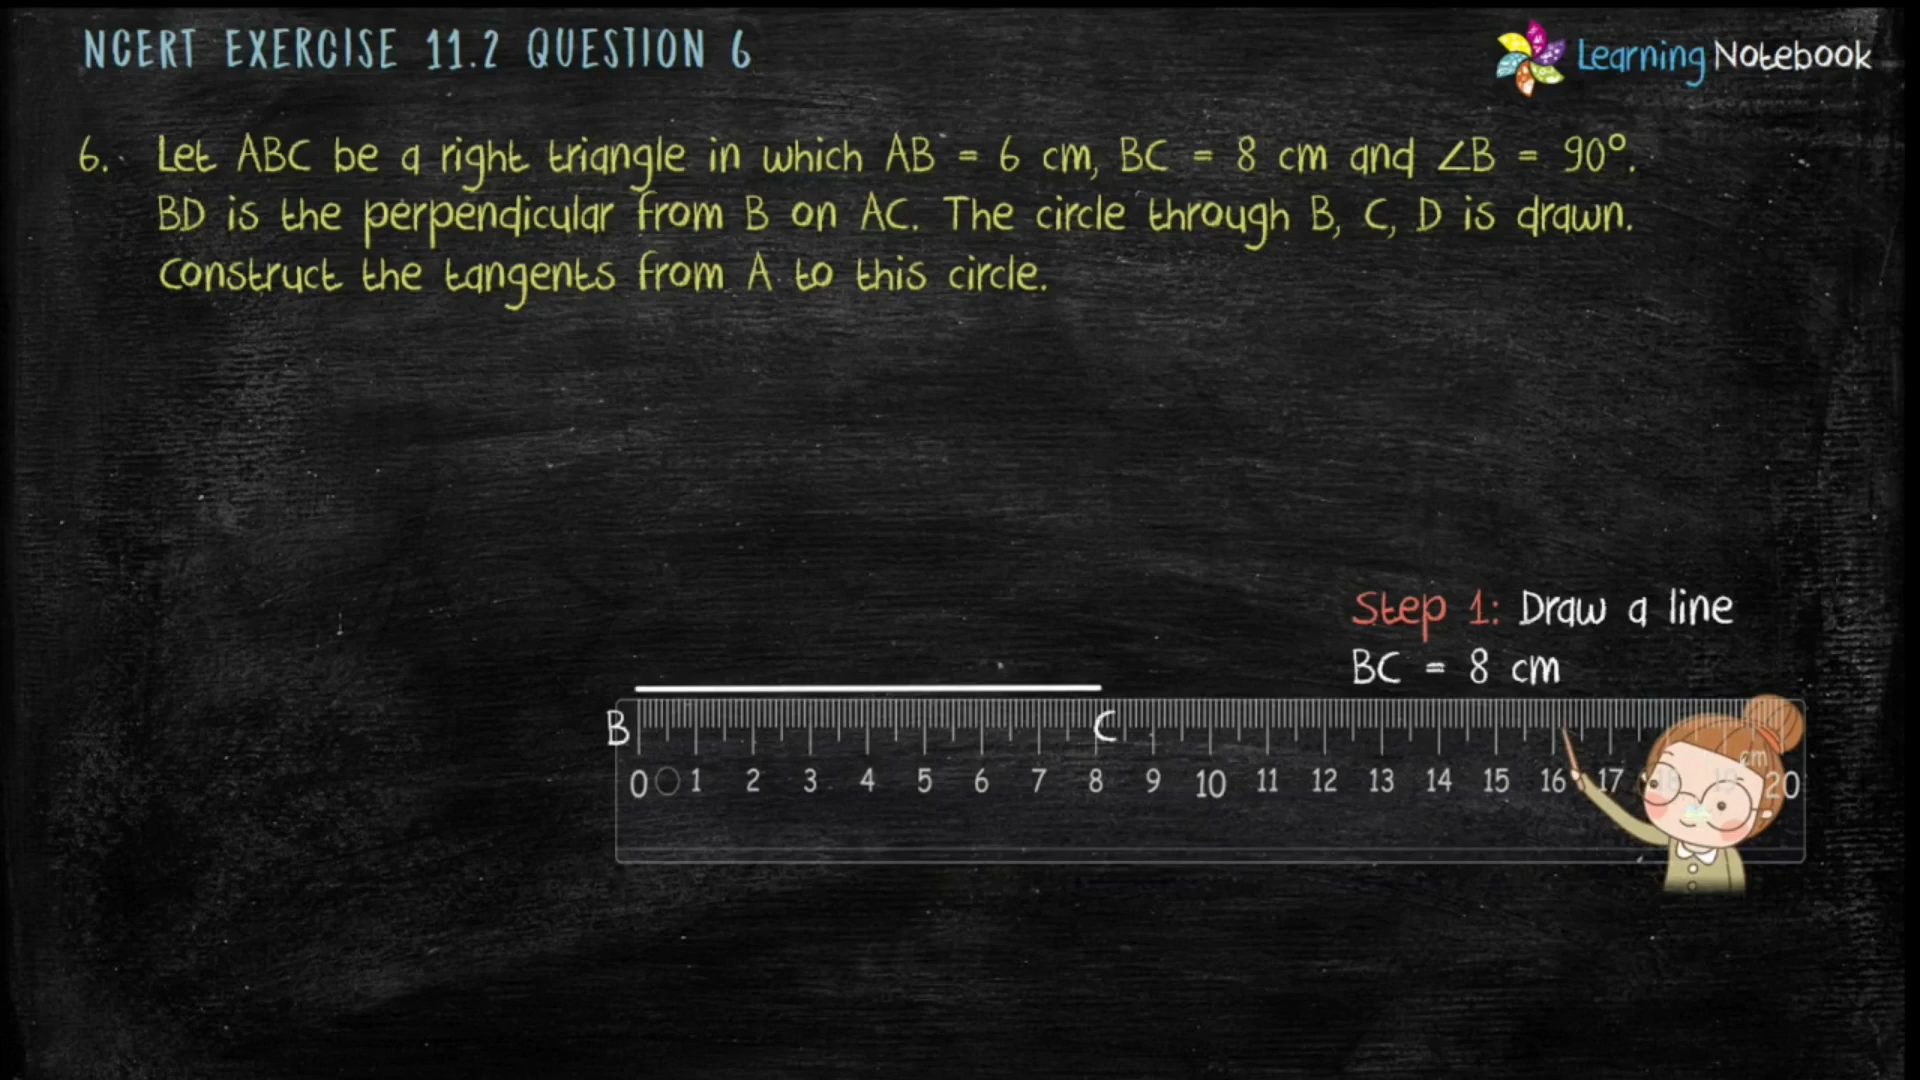 NCERT EXERCISE 11.2 QUESTION 6
Learning Notebook
6. Let ABC be a right triangle in which AB = 6 cm, BC = 8 cm and ∠B = 90°.
BD is the perpendicular from B on AC. The circle through B, C, D is drawn.
Construct the tangents from A to this circle.
Step 1: Draw a line
BC = 8 cm
B C
cm
0 1 2 3 4 5 6 7 8 9 10 11 12 13 14 15 16 17 18 19 20